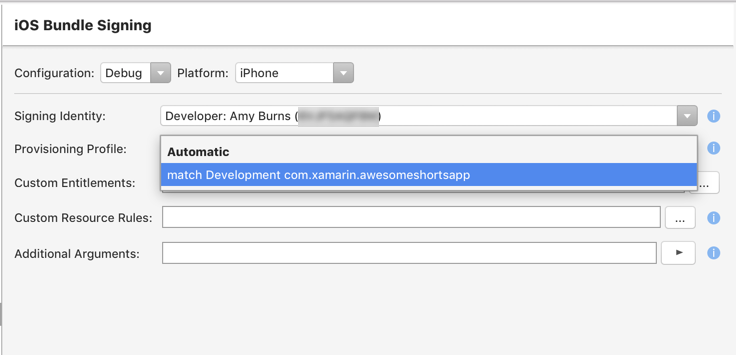 iOS Bundle Signing
Configuration: Debug Platform: iPhone
Signing Identity: Developer: Amy Burns ( )
Provisioning Profile:
Automatic
match Development com.xamarin.awesomeshortsapp
Custom Entitlements: ...
Custom Resource Rules: ...
Additional Arguments: